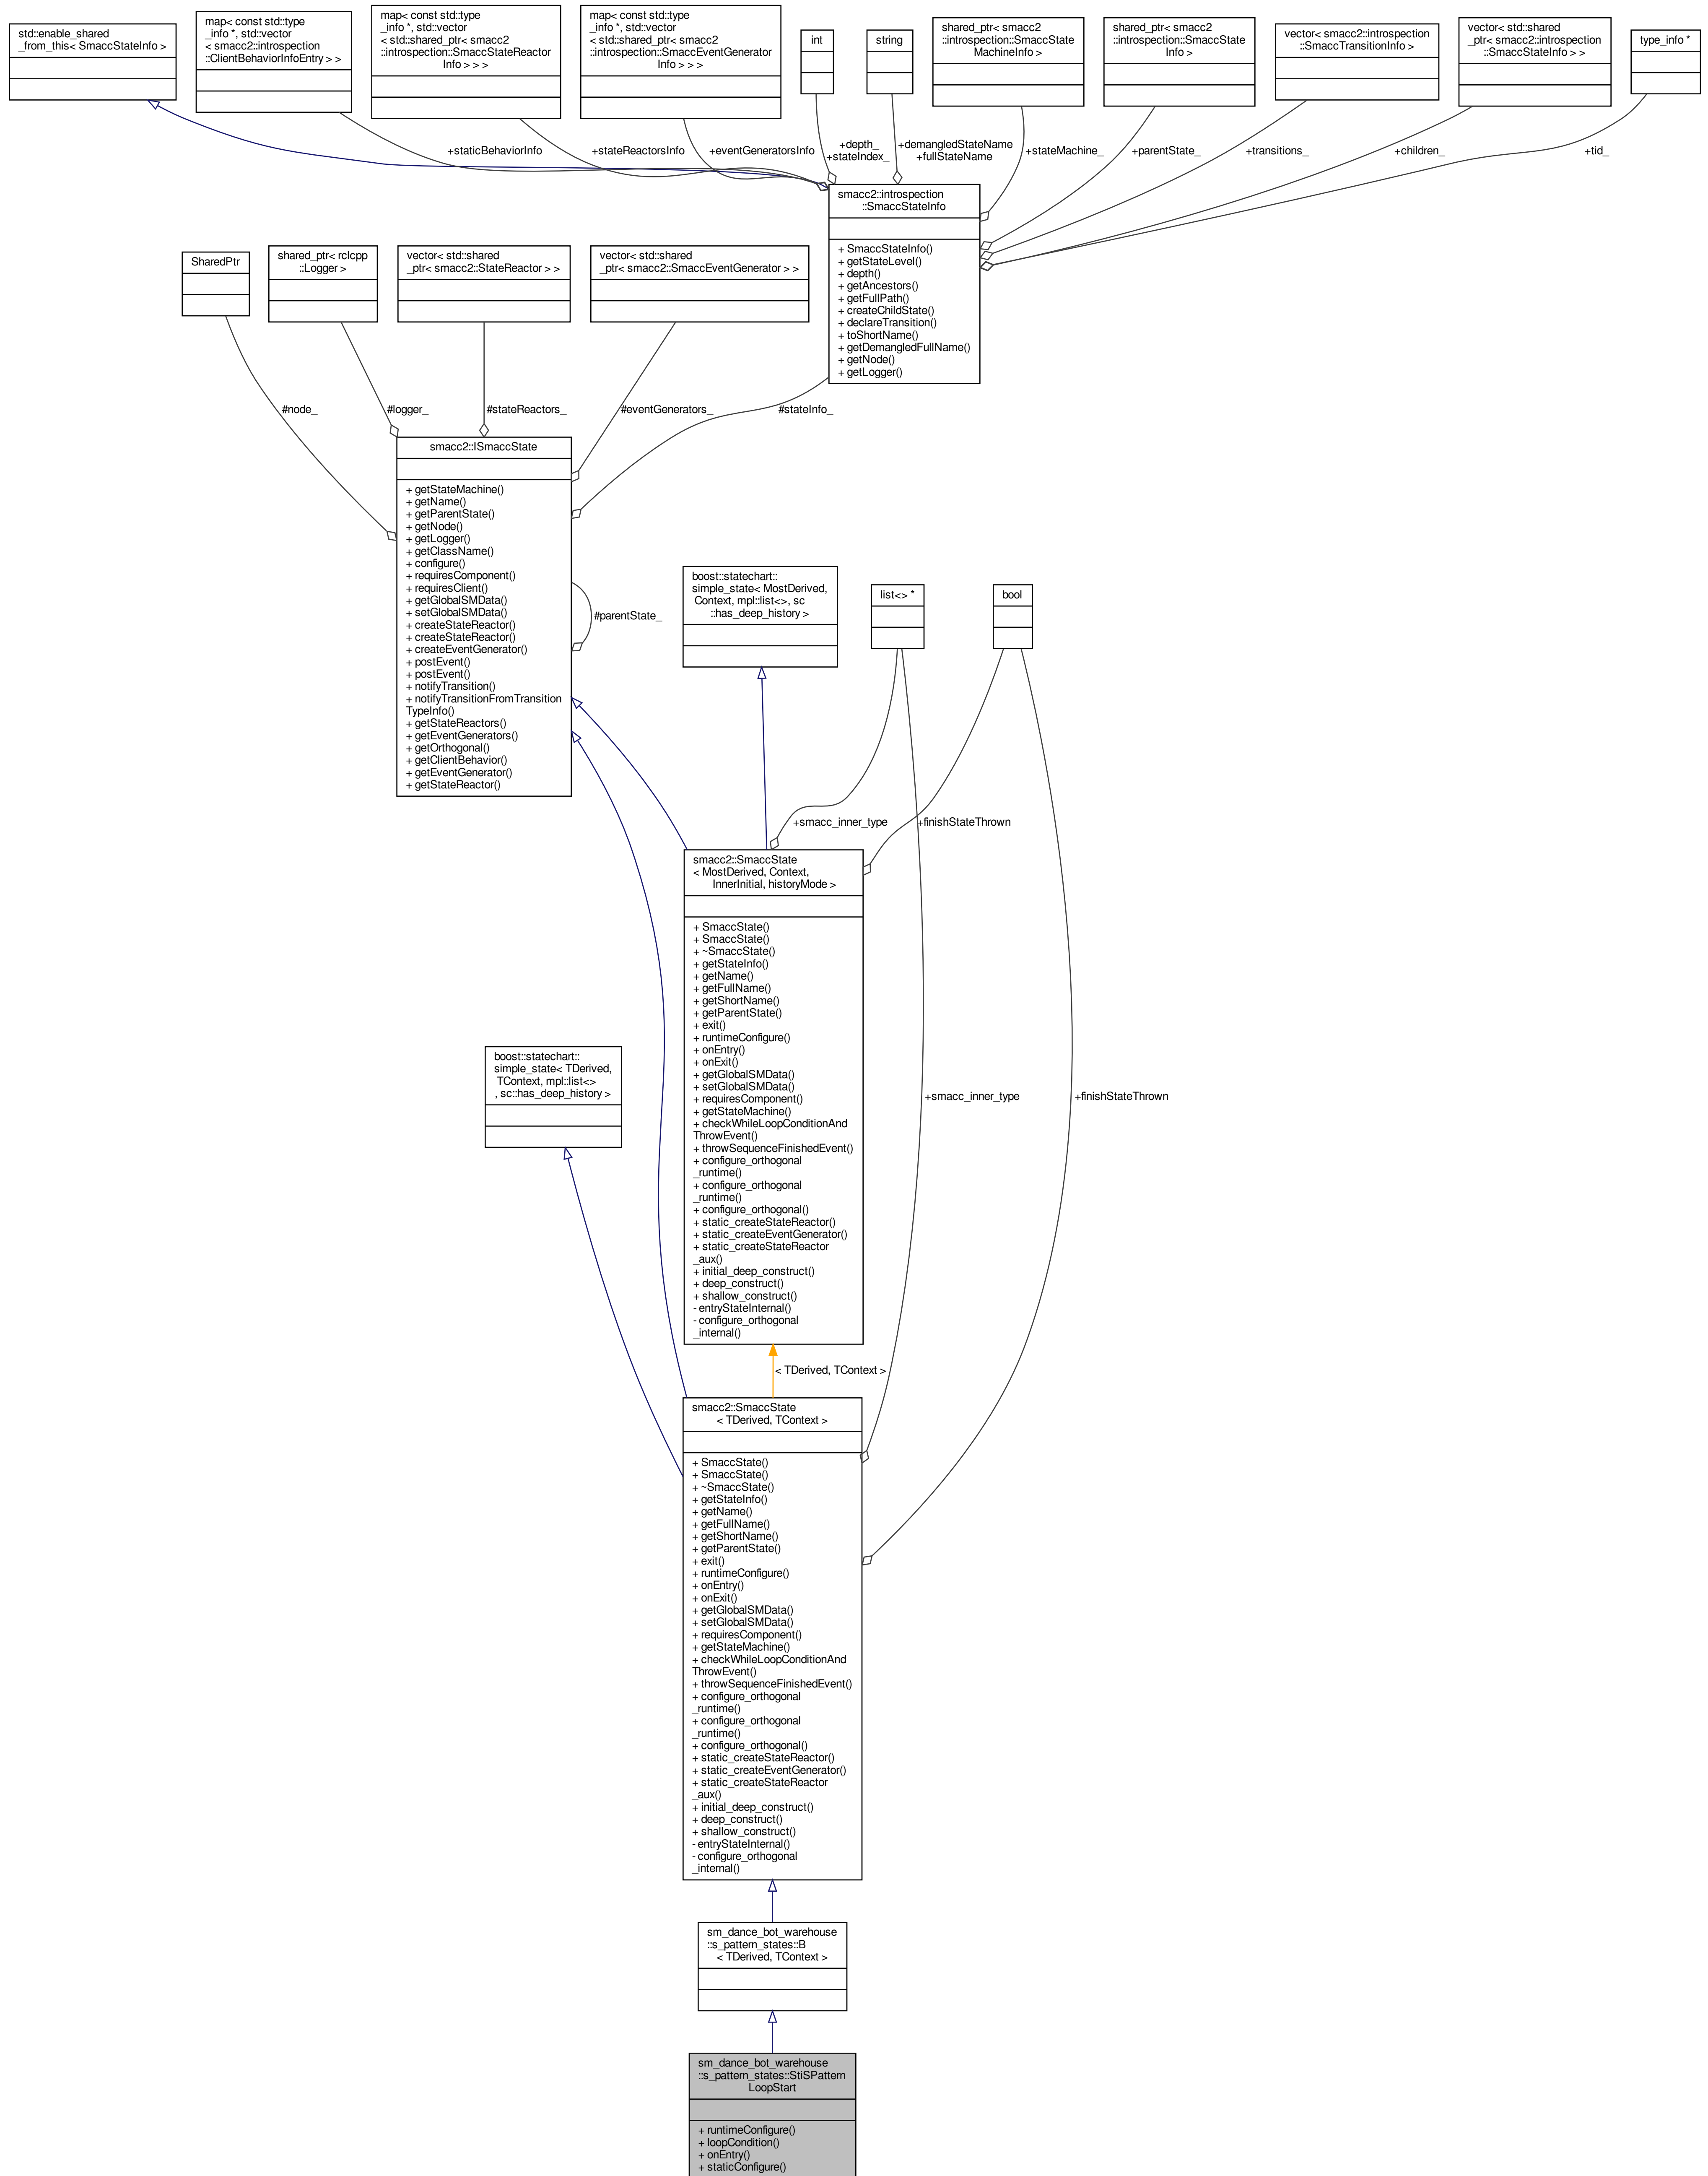 std::enable_shared
_from_this< SmaccStateInfo >
map< const std::type
_info *, std::vector
< smacc2::introspection
::ClientBehaviorInfoEntry > >
map< const std::type
_info *, std::vector
< std::shared_ptr< smacc2
::introspection::SmaccStateReactor
Info > > >
map< const std::type
_info *, std::vector
< std::shared_ptr< smacc2
::introspection::SmaccEventGenerator
Info > > >
int
string
shared_ptr< smacc2
::introspection::SmaccState
MachineInfo >
shared_ptr< smacc2
::introspection::SmaccState
Info >
vector< smacc2::introspection
::SmaccTransitionInfo >
vector< std::shared
_ptr< smacc2::introspection
::SmaccStateInfo > >
type_info *
+staticBehaviorInfo
+stateReactorsInfo
+eventGeneratorsInfo
+depth_
+stateIndex_
+demangledStateName
+fullStateName
+stateMachine_
+parentState_
+transitions_
+children_
+tid_
smacc2::introspection
::SmaccStateInfo
+ SmaccStateInfo()
+ getStateLevel()
+ depth()
+ getAncestors()
+ getFullPath()
+ createChildState()
+ declareTransition()
+ toShortName()
+ getDemangledFullName()
+ getNode()
+ getLogger()
SharedPtr
shared_ptr< rclcpp
::Logger >
vector< std::shared
_ptr< smacc2::StateReactor > >
vector< std::shared
_ptr< smacc2::SmaccEventGenerator > >
#node_
#logger_
#stateReactors_
#eventGenerators_
#stateInfo_
smacc2::ISmaccState
+ getStateMachine()
+ getName()
+ getParentState()
+ getNode()
+ getLogger()
+ getClassName()
+ configure()
+ requiresComponent()
+ requiresClient()
+ getGlobalSMData()
+ setGlobalSMData()
+ createStateReactor()
+ createStateReactor()
+ createEventGenerator()
+ postEvent()
+ postEvent()
+ notifyTransition()
+ notifyTransitionFromTransition
TypeInfo()
+ getStateReactors()
+ getEventGenerators()
+ getOrthogonal()
+ getClientBehavior()
+ getEventGenerator()
+ getStateReactor()
#parentState_
boost::statechart::
simple_state< MostDerived,
Context, mpl::list<>, sc
::has_deep_history >
list<> *
bool
+smacc_inner_type
+finishStateThrown
smacc2::SmaccState
< MostDerived, Context,
InnerInitial, historyMode >
+ SmaccState()
+ SmaccState()
+ ~SmaccState()
+ getStateInfo()
+ getName()
+ getFullName()
+ getShortName()
+ getParentState()
+ exit()
+ runtimeConfigure()
+ onEntry()
+ onExit()
+ getGlobalSMData()
+ setGlobalSMData()
+ requiresComponent()
+ getStateMachine()
+ checkWhileLoopConditionAnd
ThrowEvent()
+ throwSequenceFinishedEvent()
+ configure_orthogonal
_runtime()
+ configure_orthogonal
_runtime()
+ configure_orthogonal()
+ static_createStateReactor()
+ static_createEventGenerator()
+ static_createStateReactor
_aux()
+ initial_deep_construct()
+ deep_construct()
+ shallow_construct()
- entryStateInternal()
- configure_orthogonal
_internal()
boost::statechart::
simple_state< TDerived,
TContext, mpl::list<>
, sc::has_deep_history >
+smacc_inner_type
+finishStateThrown
< TDerived, TContext >
smacc2::SmaccState
< TDerived, TContext >
+ SmaccState()
+ SmaccState()
+ ~SmaccState()
+ getStateInfo()
+ getName()
+ getFullName()
+ getShortName()
+ getParentState()
+ exit()
+ runtimeConfigure()
+ onEntry()
+ onExit()
+ getGlobalSMData()
+ setGlobalSMData()
+ requiresComponent()
+ getStateMachine()
+ checkWhileLoopConditionAnd
ThrowEvent()
+ throwSequenceFinishedEvent()
+ configure_orthogonal
_runtime()
+ configure_orthogonal
_runtime()
+ configure_orthogonal()
+ static_createStateReactor()
+ static_createEventGenerator()
+ static_createStateReactor
_aux()
+ initial_deep_construct()
+ deep_construct()
+ shallow_construct()
- entryStateInternal()
- configure_orthogonal
_internal()
sm_dance_bot_warehouse
::s_pattern_states::B
< TDerived, TContext >
sm_dance_bot_warehouse
::s_pattern_states::StiSPattern
LoopStart
+ runtimeConfigure()
+ loopCondition()
+ onEntry()
+ staticConfigure()